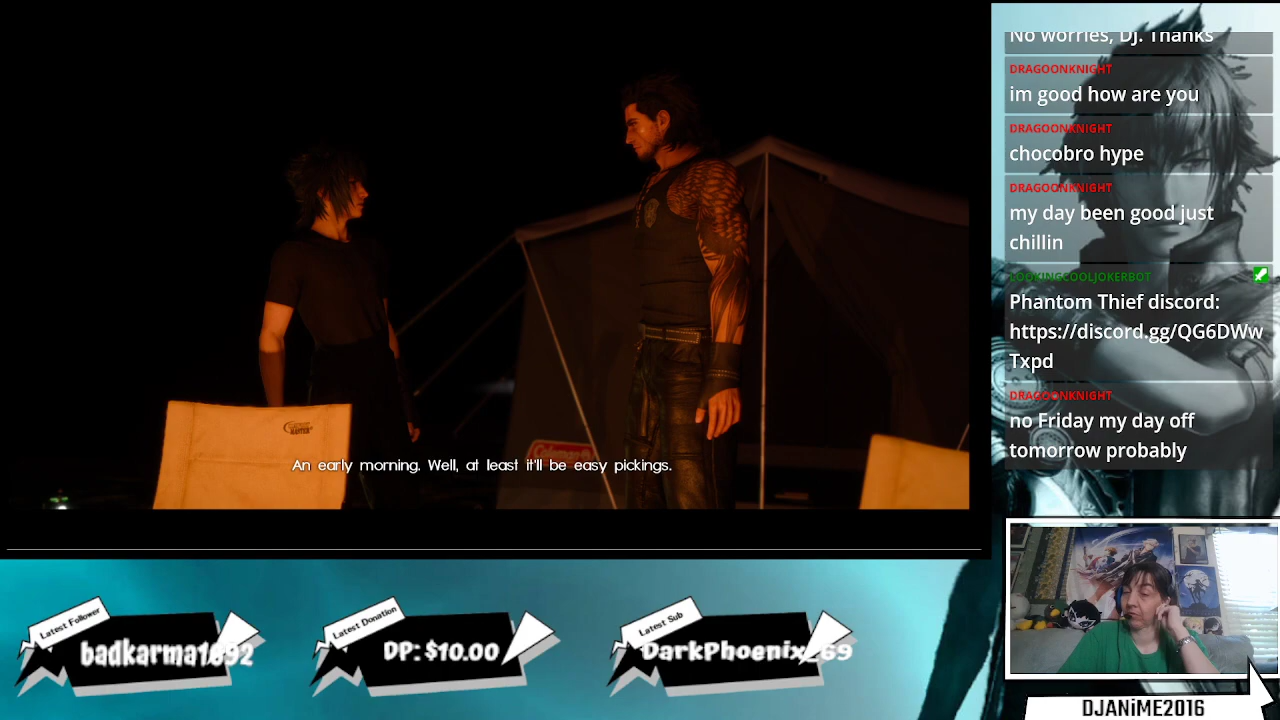 An early morning. Well, at least it'll be easy pickings.
No worries, DJ. Thanks
DRAGOONKNIGHT
im good how are you
DRAGOONKNIGHT
chocobro hype
DRAGOONKNIGHT
my day been good just
chillin
LOOKINGCOOLJOKERBOT
Phantom Thief discord:
https://discord.gg/QG6DWw
Txpd
DRAGOONKNIGHT
no Friday my day off
tomorrow probably
Latest Follower
badkarma1692
Latest Donation
DP: $10.00
Latest Sub
DJANiME2016